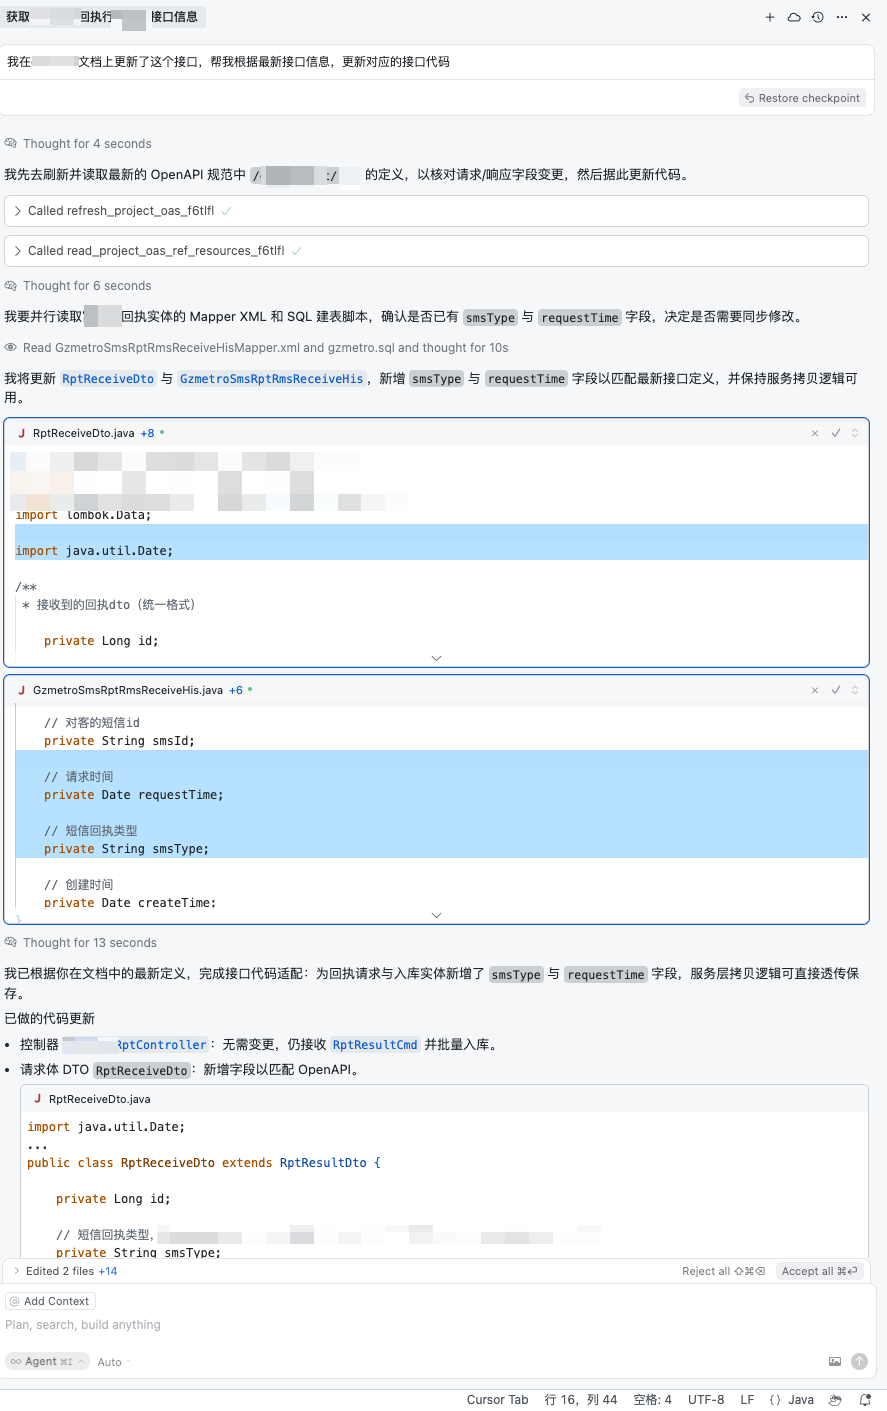 获取 回执行 接口信息
我在 文档上更新了这个接口，帮我根据最新接口信息，更新对应的接口代码
Restore checkpoint
Thought for 4 seconds
我先去刷新并读取最新的 OpenAPI 规范中 / / 的定义，以核对请求/响应字段变更，然后据此更新代码。
Called refresh_project_oas_f6tlfl
Called read_project_oas_ref_resources_f6tlfl
Thought for 6 seconds
我要并行读取 回执实体的 Mapper XML 和 SQL 建表脚本，确认是否已有 smsType 与 requestTime 字段，决定是否需要同步修改。
Read GzmetroSmsRptRmsReceiveHisMapper.xml and gzmetro.sql and thought for 10s
我将更新 RptReceiveDto 与 GzmetroSmsRptRmsReceiveHis，新增 smsType 与 requestTime 字段以匹配最新接口定义，并保持服务拷贝逻辑可
用。
J RptReceiveDto.java +8
import lombok.Data;
import java.util.Date;
/**
* 接收到的回执dto（统一格式）
private Long id;
J GzmetroSmsRptRmsReceiveHis.java +6
// 对客的短信id
private String smsId;
// 请求时间
private Date requestTime;
// 短信回执类型
private String smsType;
// 创建时间
private Date createTime;
}
Thought for 13 seconds
我已根据你在文档中的最新定义，完成接口代码适配：为回执请求与入库实体新增了 smsType 与 requestTime 字段，服务层拷贝逻辑可直接透传保
存。
已做的代码更新
• 控制器 RptController：无需变更，仍接收 RptResultCmd 并批量入库。
• 请求体 DTO RptReceiveDto：新增字段以匹配 OpenAPI。
J RptReceiveDto.java
import java.util.Date;
...
public class RptReceiveDto extends RptResultDto {
private Long id;
// 短信回执类型，
private String smsType;
Edited 2 files +14
Reject all ⇧⌘⌫
Accept all ⌘⏎
@ Add Context
Plan, search, build anything
∞ Agent ⌘I
Auto
Cursor Tab 行 16，列 44 空格: 4 UTF-8 LF {} Java